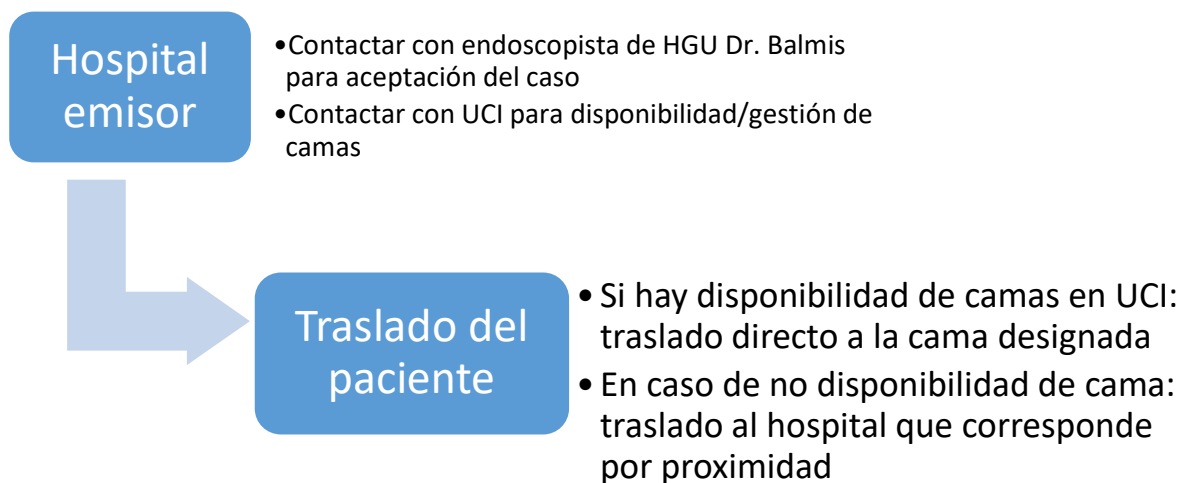 Hospital
emisor
•Contactar con endoscopista de HGU Dr. Balmis
para aceptación del caso
•Contactar con UCI para disponibilidad/gestión de
camas
Traslado del
paciente
• Si hay disponibilidad de camas en UCI:
traslado directo a la cama designada
• En caso de no disponibilidad de cama:
traslado al hospital que corresponde
por proximidad